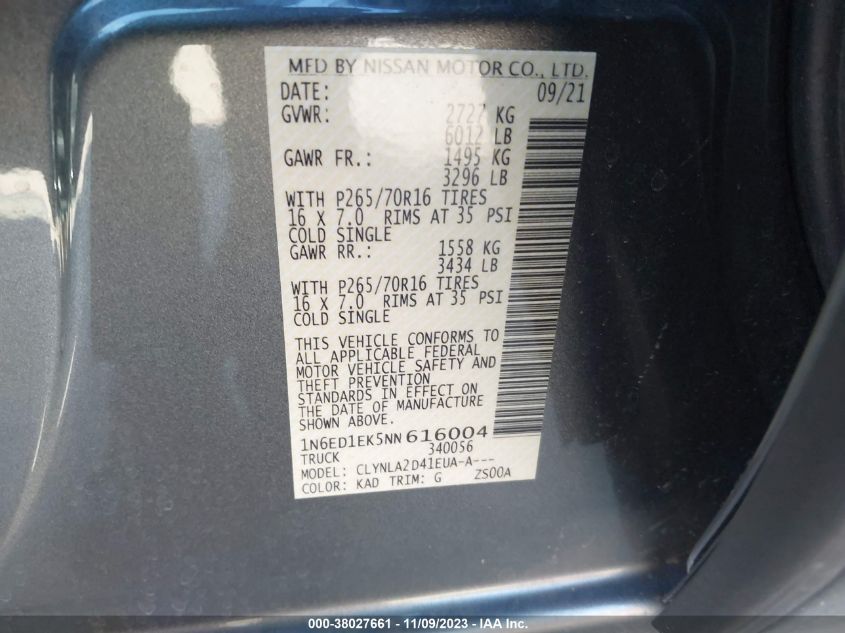 MFD BY NISSAN MOTOR CO., LTD.
DATE: 09/21
GVWR: 2727 KG
6012 LB
GAWR FR.: 1495 KG
3296 LB
WITH P265/70R16 TIRES
16 X 7.0 RIMS AT 35 PSI
COLD SINGLE
GAWR RR.: 1558 KG
3434 LB
WITH P265/70R16 TIRES
16 X 7.0 RIMS AT 35 PSI
COLD SINGLE
THIS VEHICLE CONFORMS TO
ALL APPLICABLE FEDERAL
MOTOR VEHICLE SAFETY AND
THEFT PREVENTION
STANDARDS IN EFFECT ON
THE DATE OF MANUFACTURE
SHOWN ABOVE.
1N6ED1EK5NN616004
TRUCK 340056
MODEL: CLYNLA2D41EUA-A---
COLOR: KAD TRIM: G ZS00A
000-38027661 - 11/09/2023 - IAA Inc.